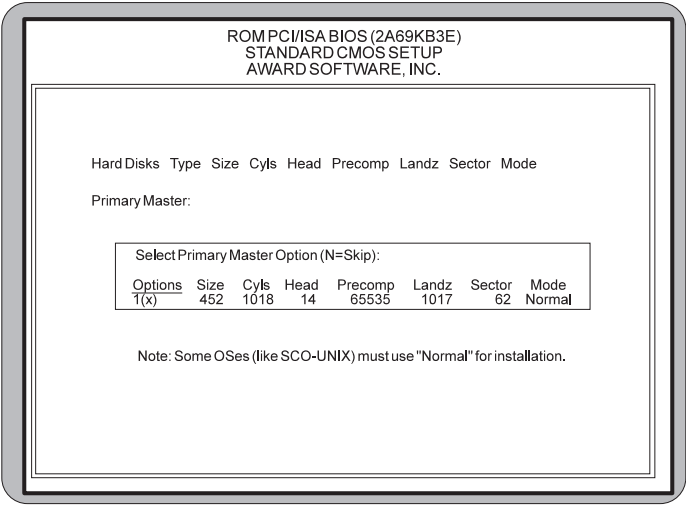 ROM PCI/ISA BIOS (2A69KB3E)
STANDARD CMOS SETUP
AWARD SOFTWARE, INC.
Hard Disks Type Size Cyls Head Precomp Landz Sector Mode
Primary Master:
Select Primary Master Option (N=Skip):
Options Size Cyls Head Precomp Landz Sector Mode
1(x) 452 1018 14 65535 1017 62 Normal
Note: Some OSes (like SCO-UNIX) must use "Normal" for installation.